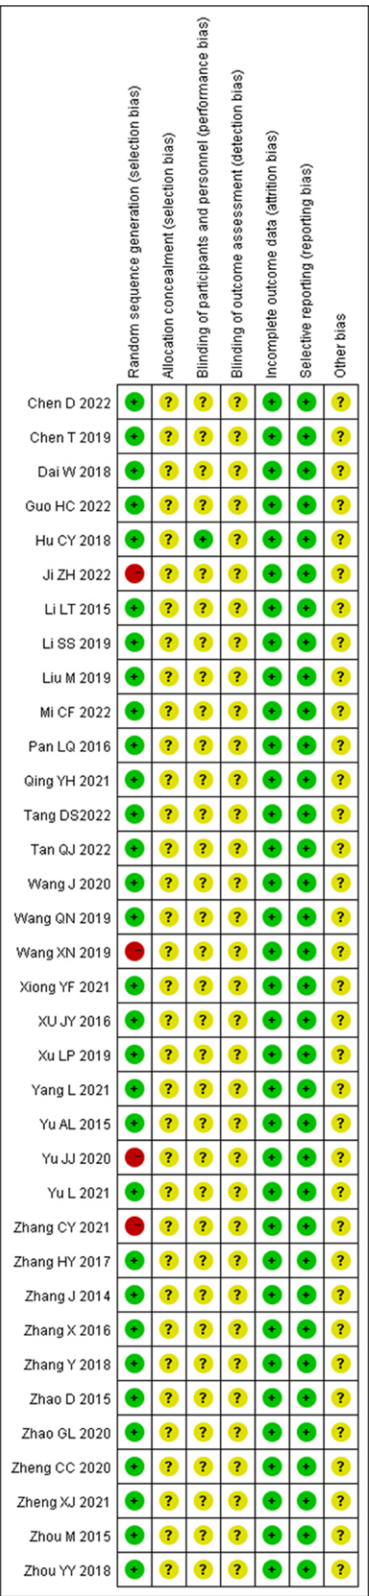 Random sequence generation (selection bias)
Allocation concealment (selection bias)
Blinding of participants and personnel (performance bias)
Blinding of outcome assessment (detection bias)
Incomplete outcome data (attrition bias)
Selective reporting (reporting bias)
Other bias
Chen D 2022 + ? ? ? + + ?
Chen T 2019 + ? ? ? + + ?
Dai W 2018 + ? ? ? + + ?
Guo HC 2022 + ? ? ? + + ?
Hu CY 2018 + ? + ? + + ?
Ji ZH 2022 - ? ? ? + + ?
Li LT 2015 + ? ? ? + + ?
Li SS 2019 + ? ? ? + + ?
Liu M 2019 + ? ? ? + + ?
Mi CF 2022 + ? ? ? + + ?
Pan LQ 2016 + ? ? ? + + ?
Qing YH 2021 + ? ? ? + + ?
Tang DS2022 + ? ? ? + + ?
Tan QJ 2022 + ? ? ? + + ?
Wang J 2020 + ? ? ? + + ?
Wang QN 2019 + ? ? ? + + ?
Wang XN 2019 - ? ? ? + + ?
Xiong YF 2021 + ? ? ? + + ?
XU JY 2016 + ? ? ? + + ?
Xu LP 2019 + ? ? ? + + ?
Yang L 2021 + ? ? ? + + ?
Yu AL 2015 + ? ? ? + + ?
Yu JJ 2020 - ? ? ? + + ?
Yu L 2021 + ? ? ? + + ?
Zhang CY 2021 - ? ? ? + + ?
Zhang HY 2017 + ? ? ? + + ?
Zhang J 2014 + ? ? ? + + ?
Zhang X 2016 + ? ? ? + + ?
Zhang Y 2018 + ? ? ? + + ?
Zhao D 2015 + ? ? ? + + ?
Zhao GL 2020 + ? ? ? + + ?
Zheng CC 2020 + ? ? ? + + ?
Zheng XJ 2021 + ? ? ? + + ?
Zhou M 2015 + ? ? ? + + ?
Zhou YY 2018 + ? ? ? + + ?